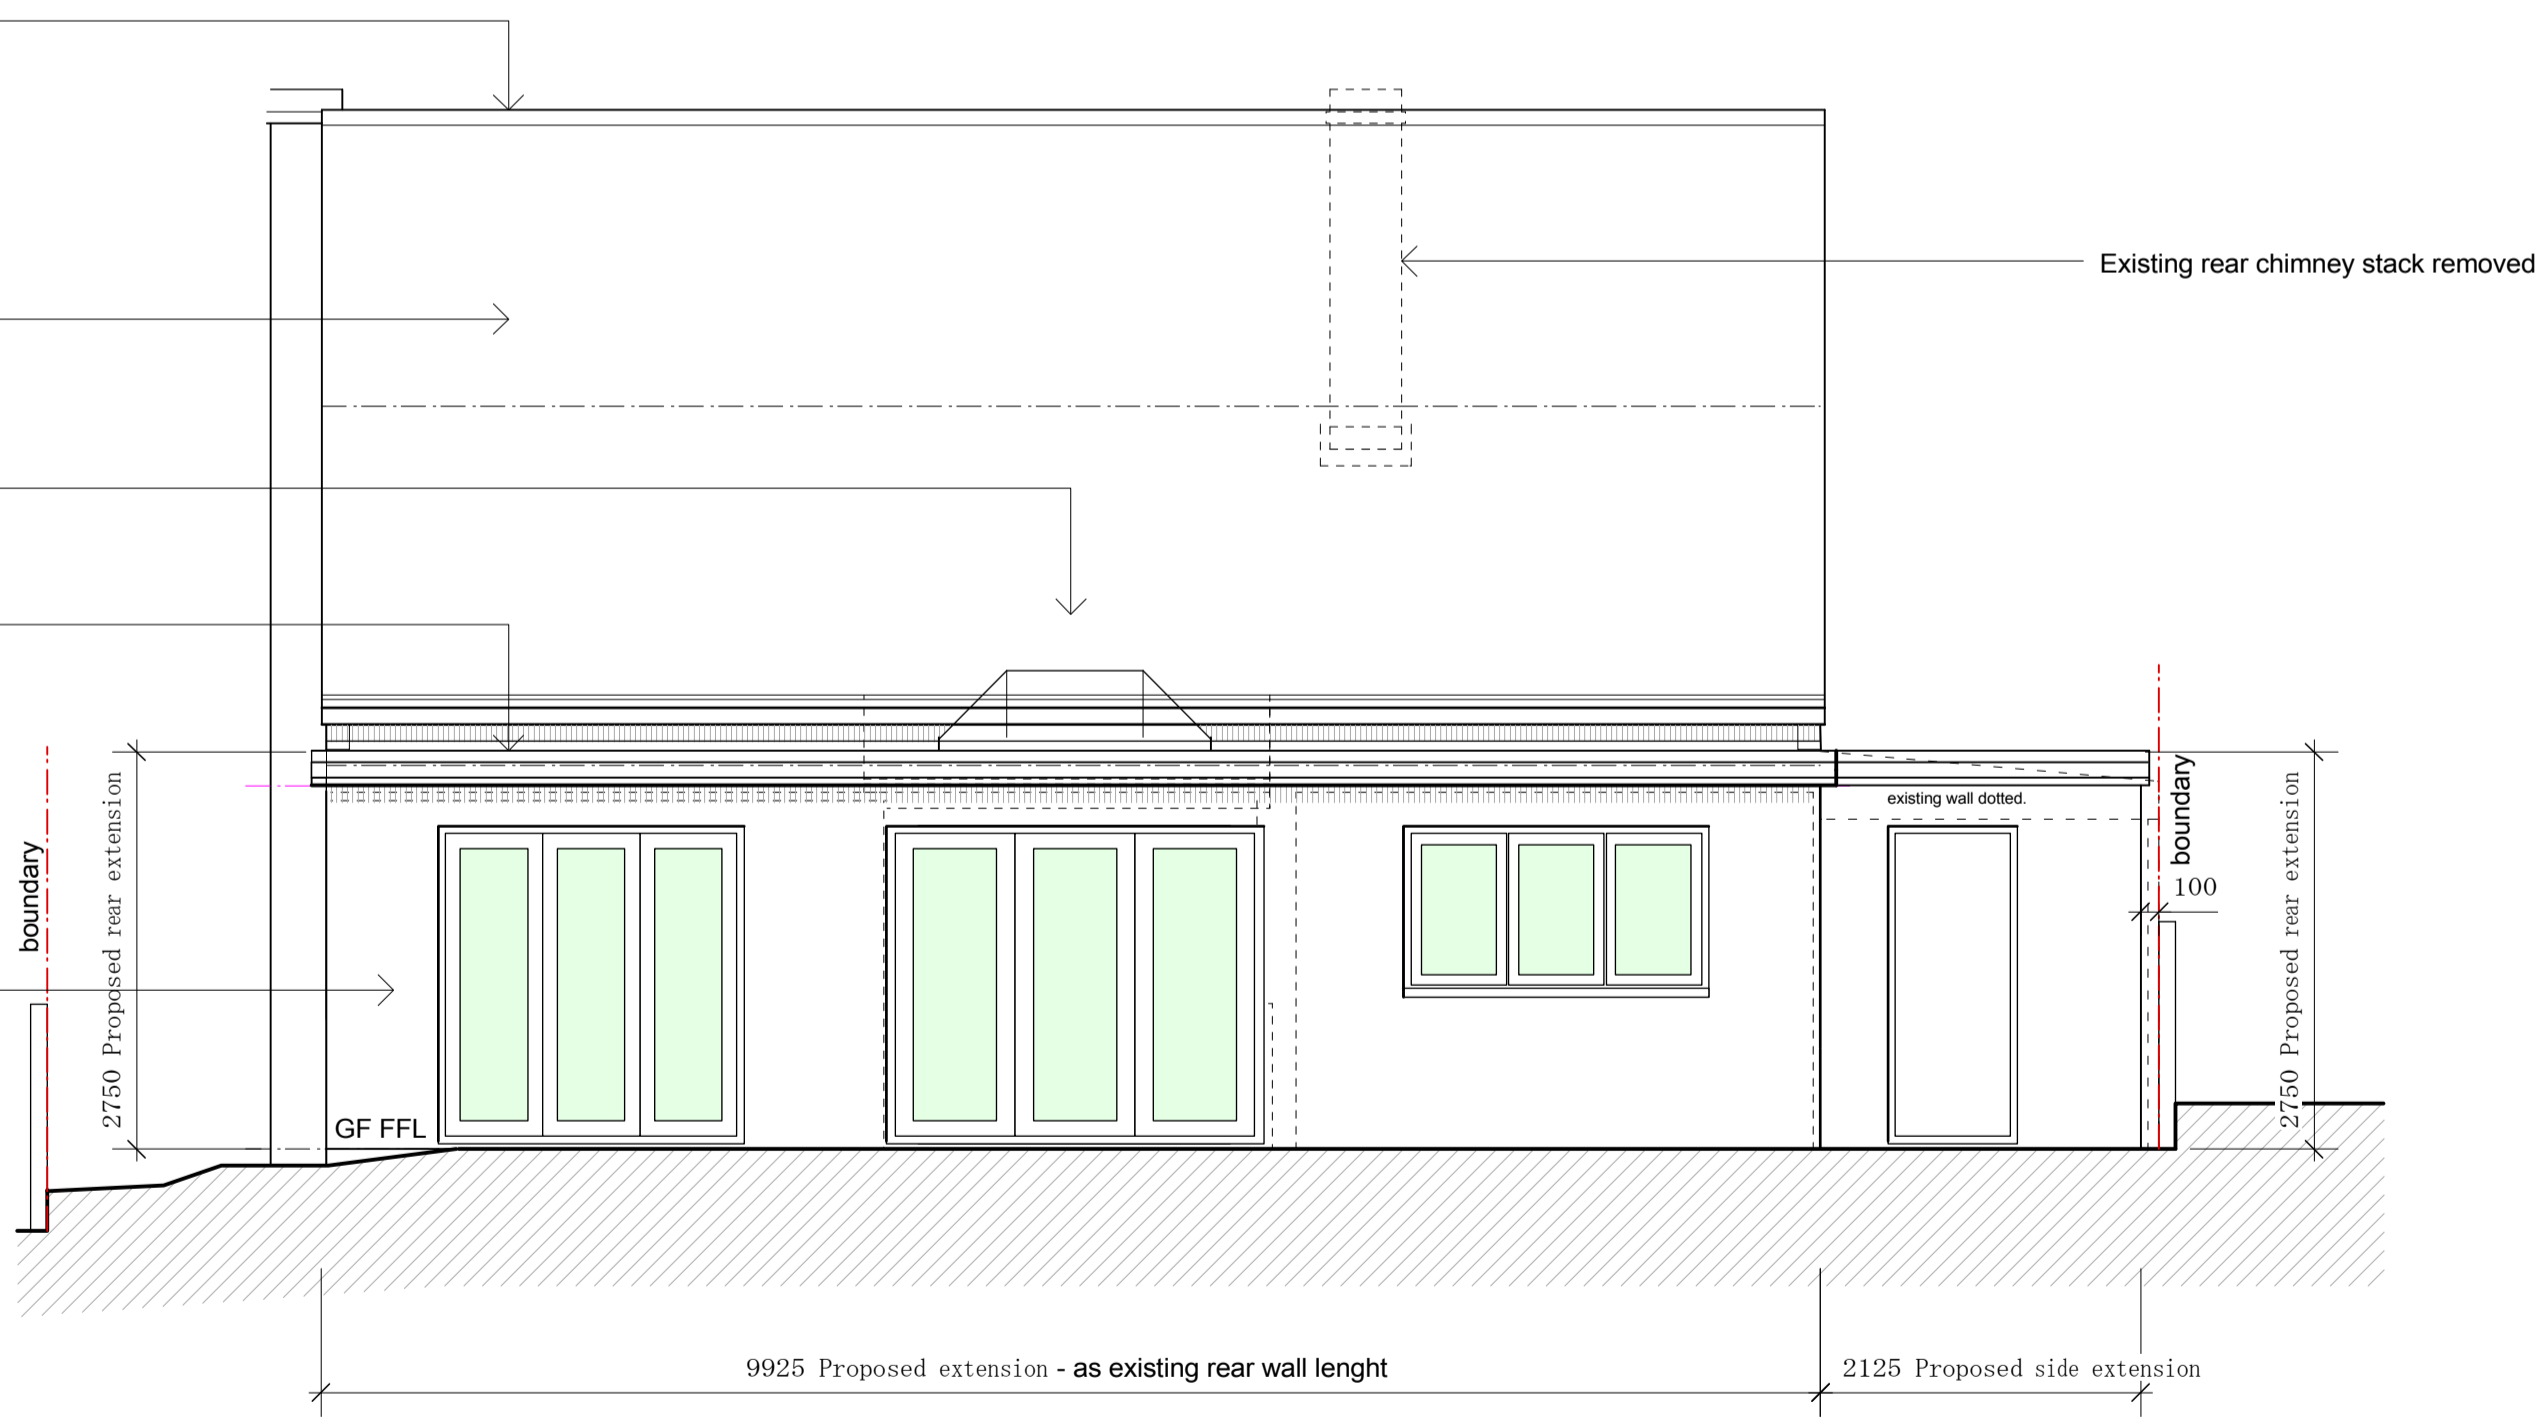 Existing rear chimney stack removed
boundary
2750 Proposed rear extension
existing wall dotted.
boundary
100
2750 Proposed rear extension
GF FFL
9925 Proposed extension - as existing rear wall lenght
2125 Proposed side extension